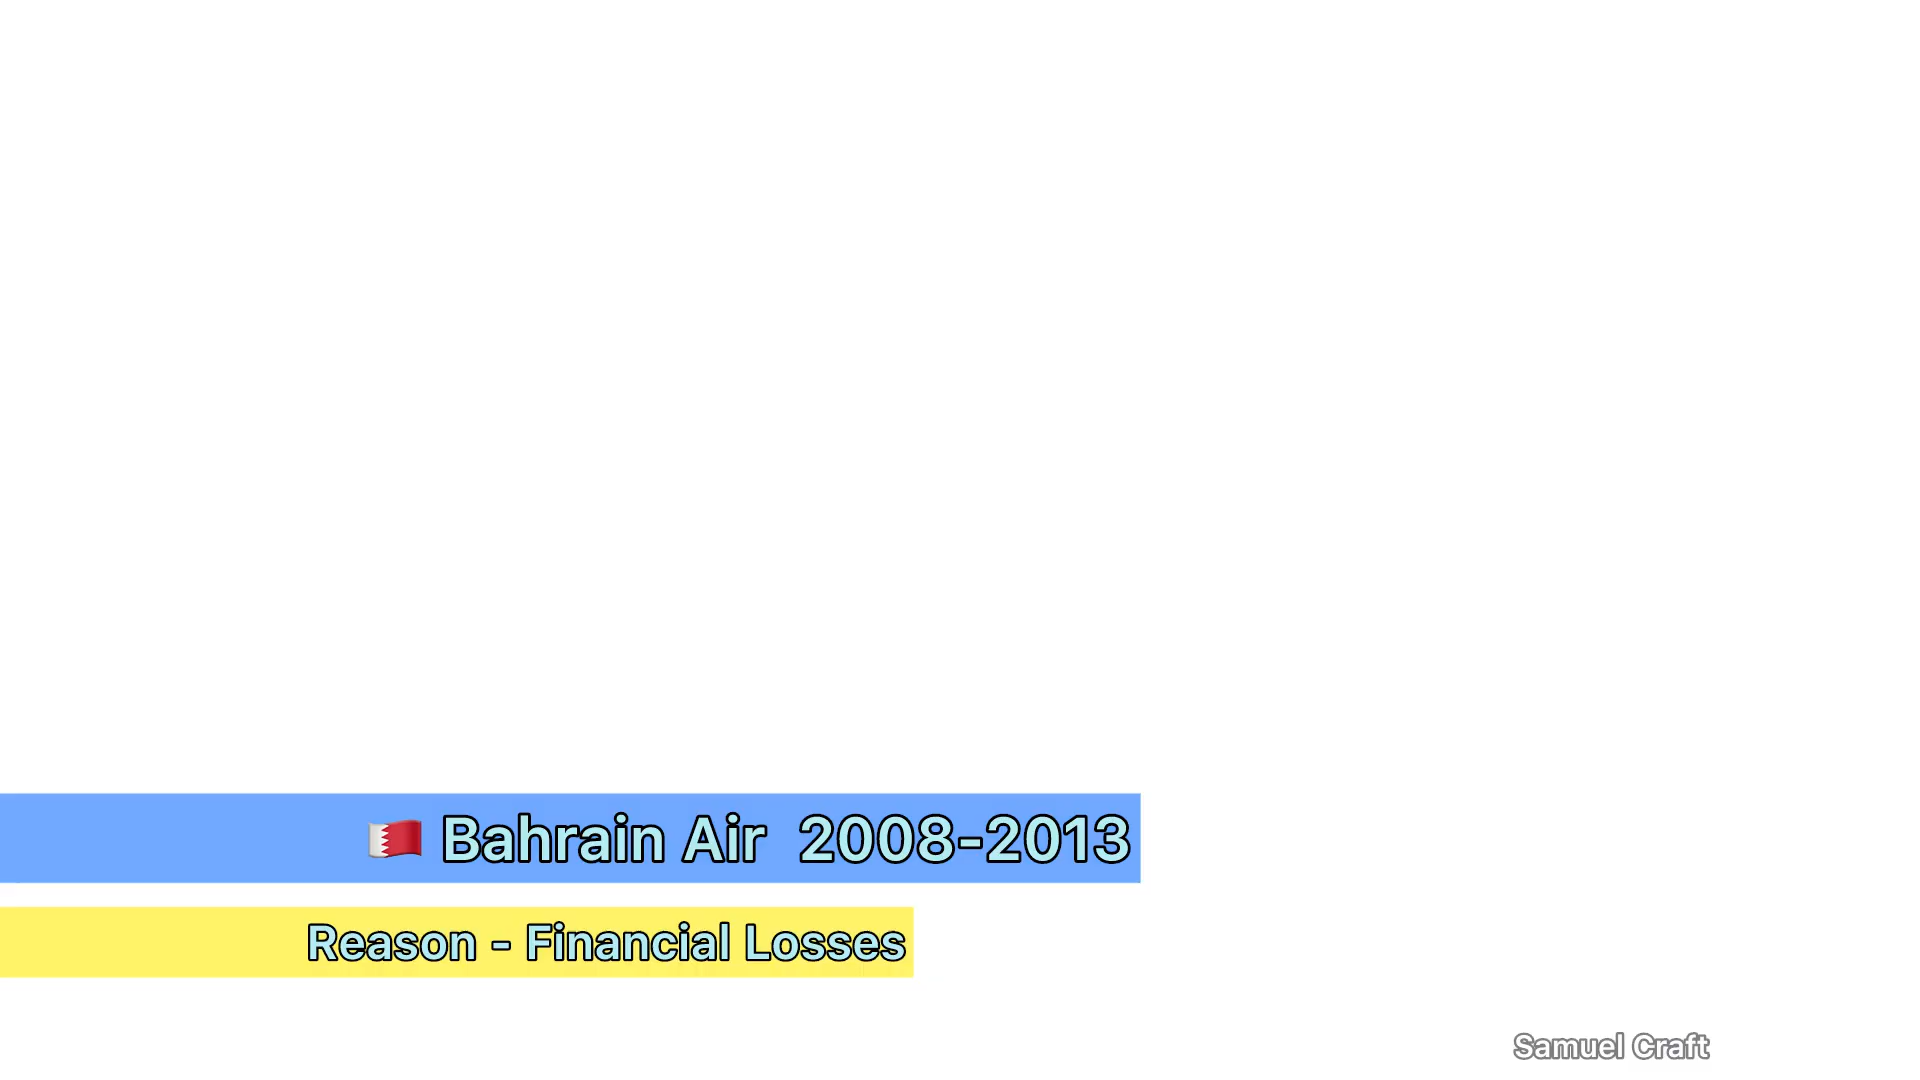 🇧🇭 Bahrain Air  2008-2013
Reason - Financial Losses
Samuel Craft